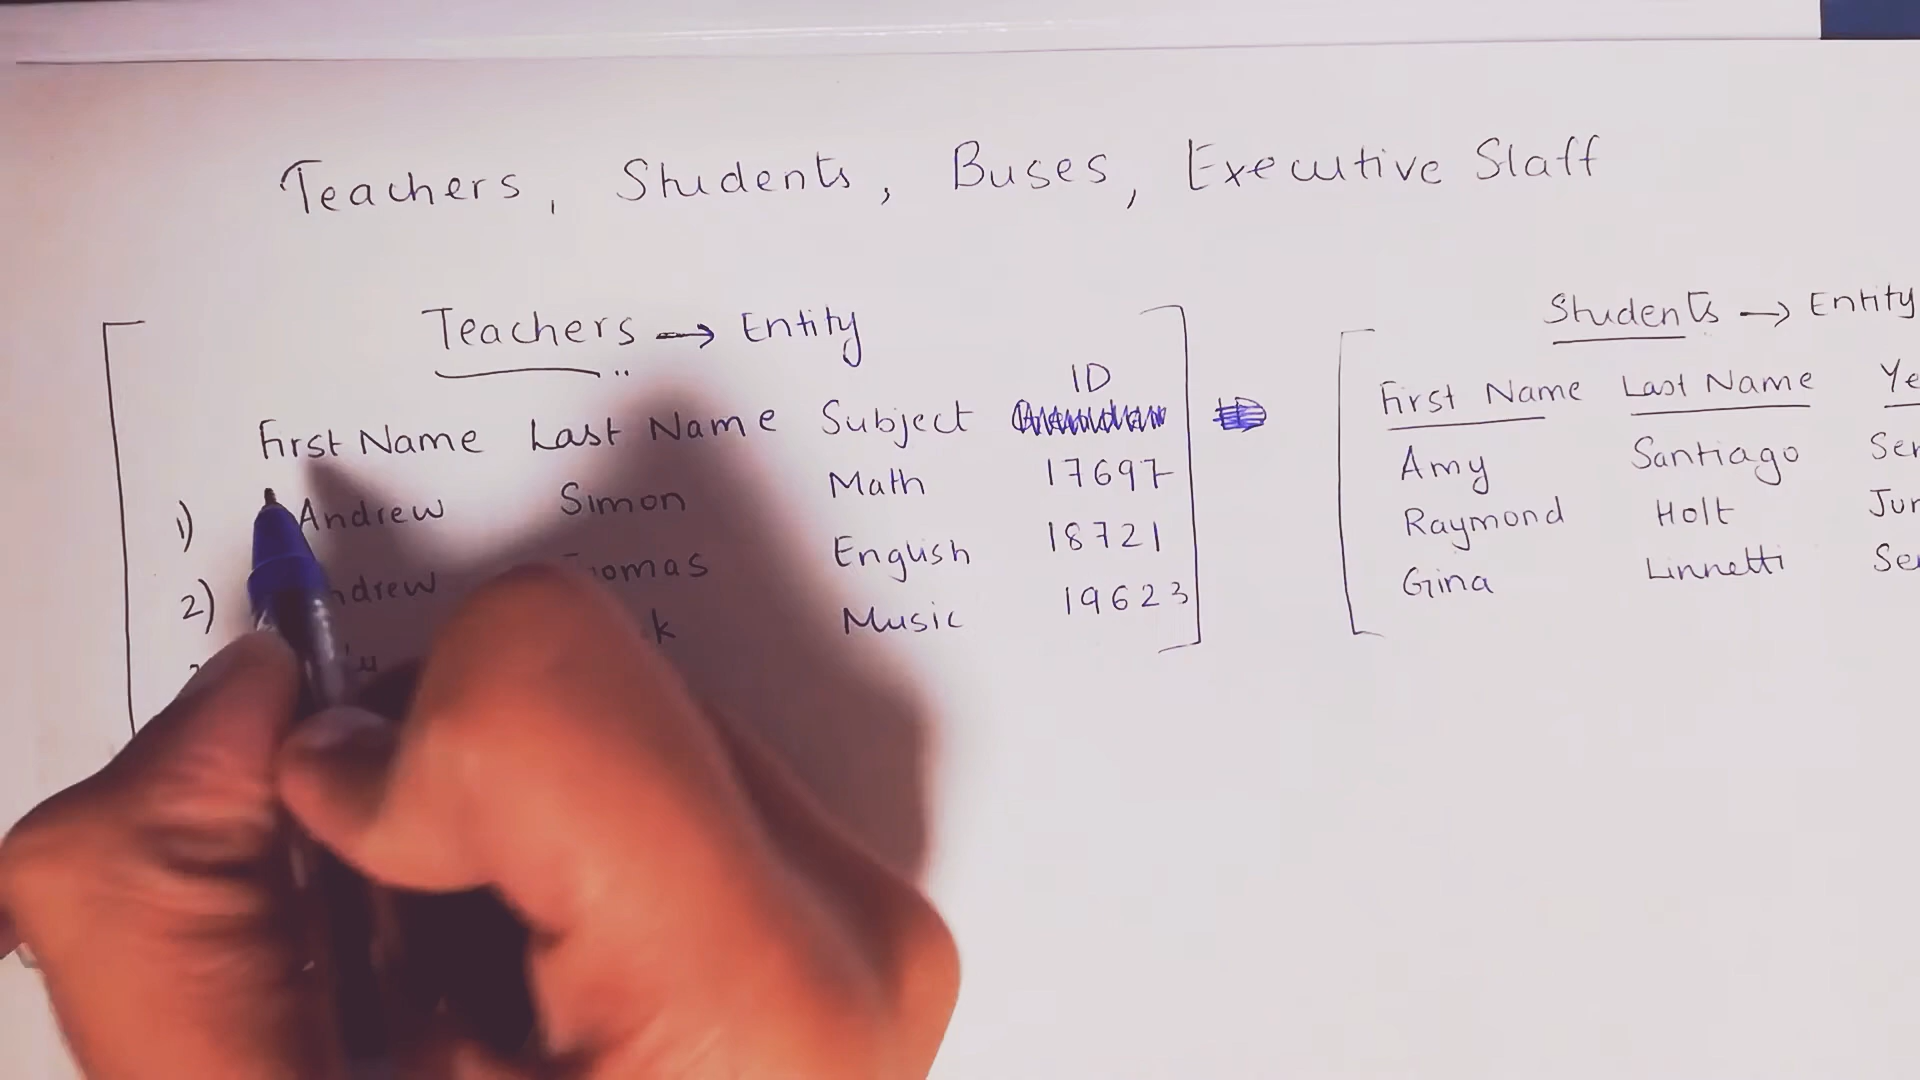 Teachers, Students, Buses, Executive Staff
Teachers → Entity
ID
First Name Last Name Subject
1) Andrew Simon Math 17697
2) English 18721
Music 19623
Students → Entity
First Name Last Name
Amy Santiago
Raymond Holt
Gina Linnetti